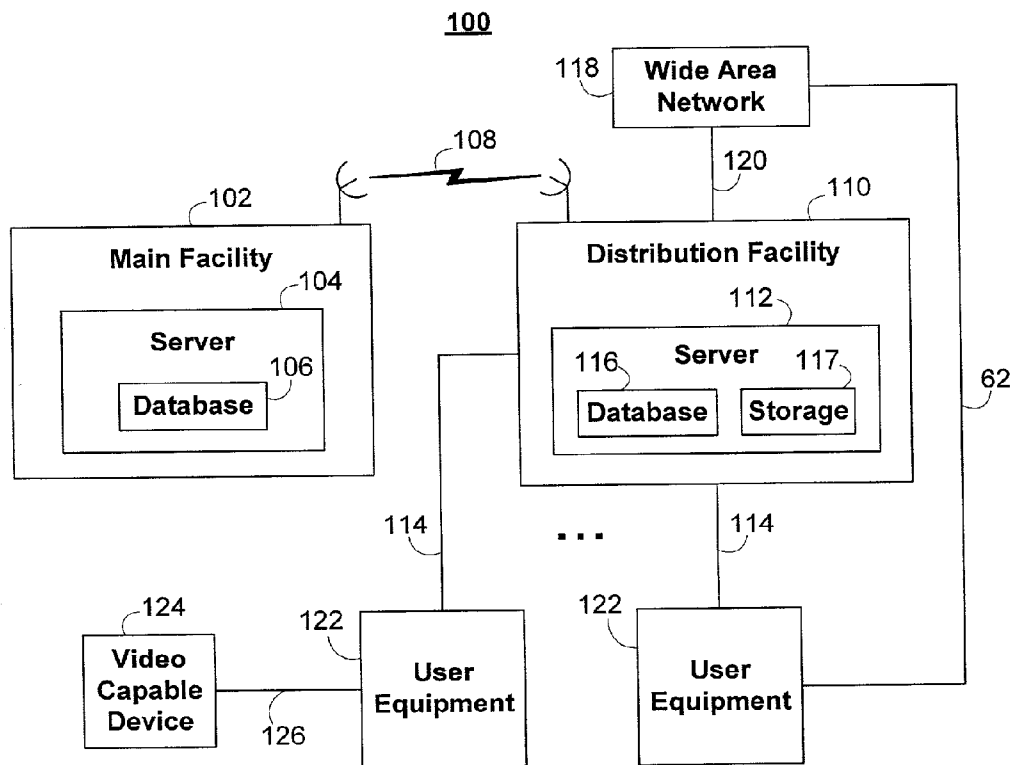 100
118
Wide Area
Network
108
120
102
110
Main Facility
Distribution Facility
104
112
Server
Server
106
116
117
62
Database
Database
Storage
114
...
114
124
122
122
Video
Capable
Device
User
Equipment
User
Equipment
126